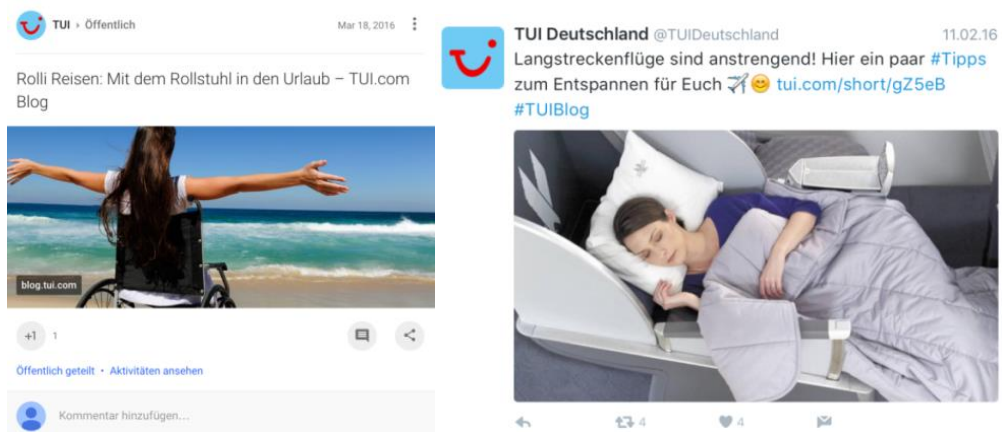 TUI ▸ Öffentlich
Mar 18, 2016
Rolli Reisen: Mit dem Rollstuhl in den Urlaub – TUI.com
Blog
blog.tui.com
+1 1
Öffentlich geteilt • Aktivitäten ansehen
Kommentar hinzufügen...
TUI Deutschland @TUIDeutschland 11.02.16
Langstreckenflüge sind anstrengend! Hier ein paar #Tipps
zum Entspannen für Euch ✈️😊 tui.com/short/gZ5eB
#TUIBlog
4 4